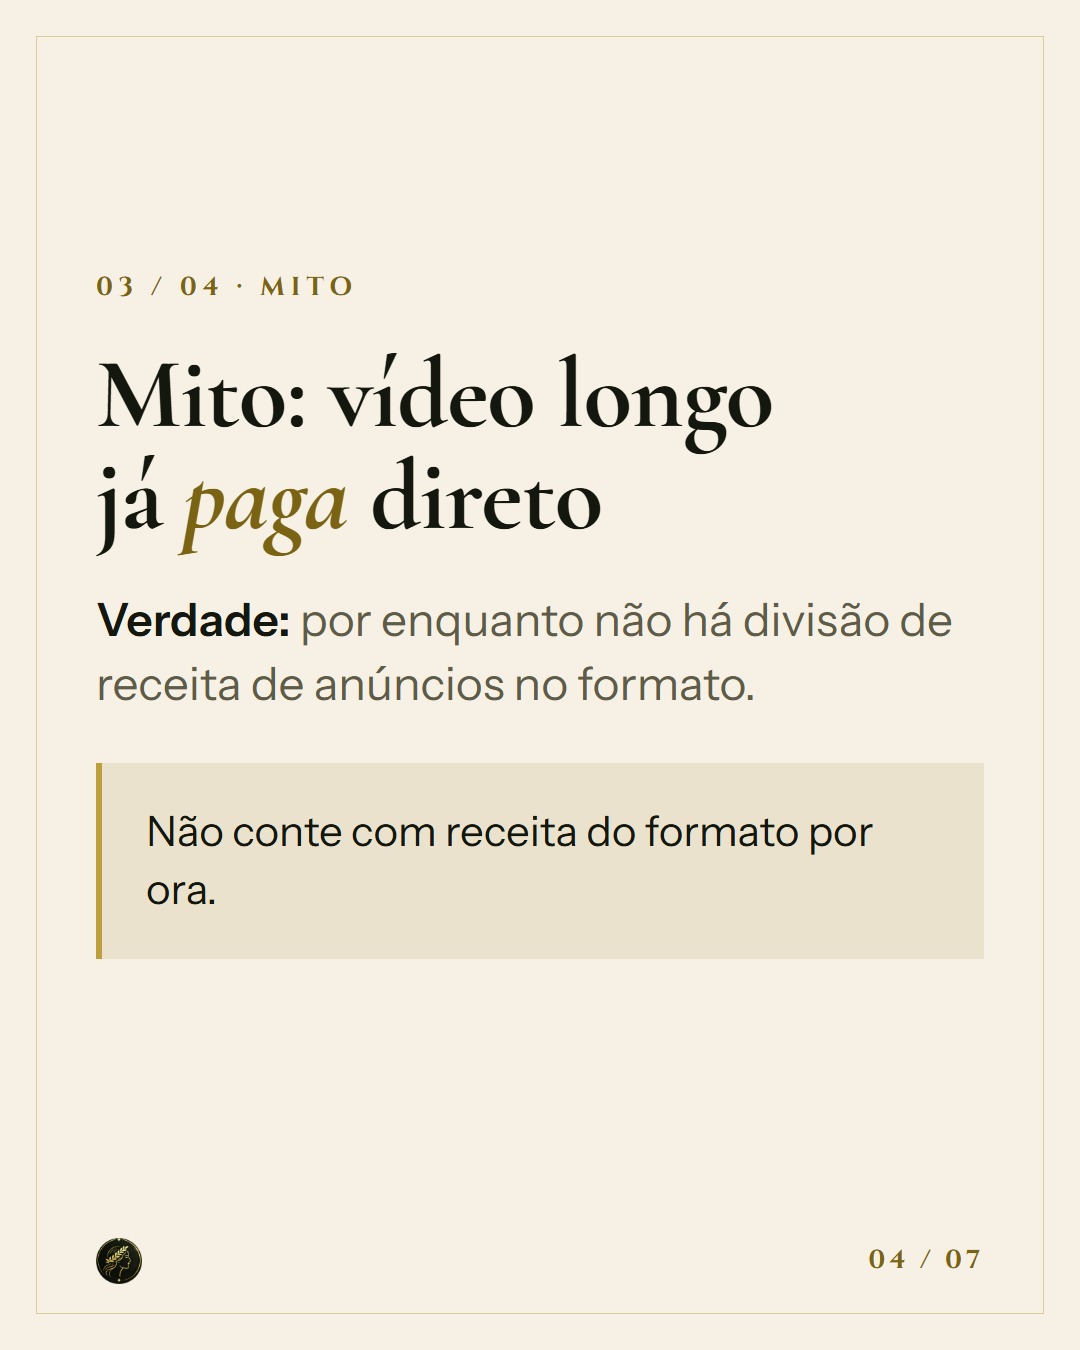 03 / 04 · MITO
Mito: vídeo longo
já paga direto
Verdade: por enquanto não há divisão de
receita de anúncios no formato.
Não conte com receita do formato por
ora.
04 / 07